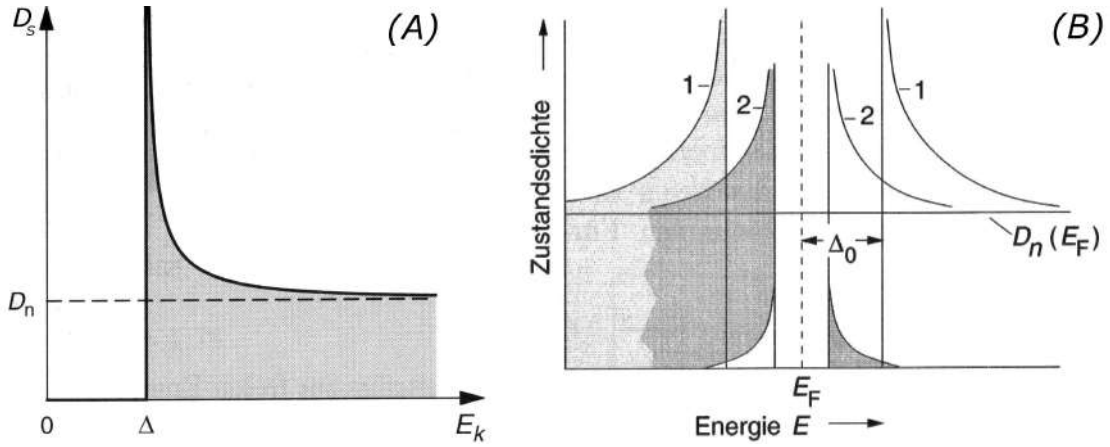 D_s
(A)
D_n
0
Δ
E_k
(B)
Zustandsdichte
1
2
2
1
Δ_0
D_n (E_F)
E_F
Energie E